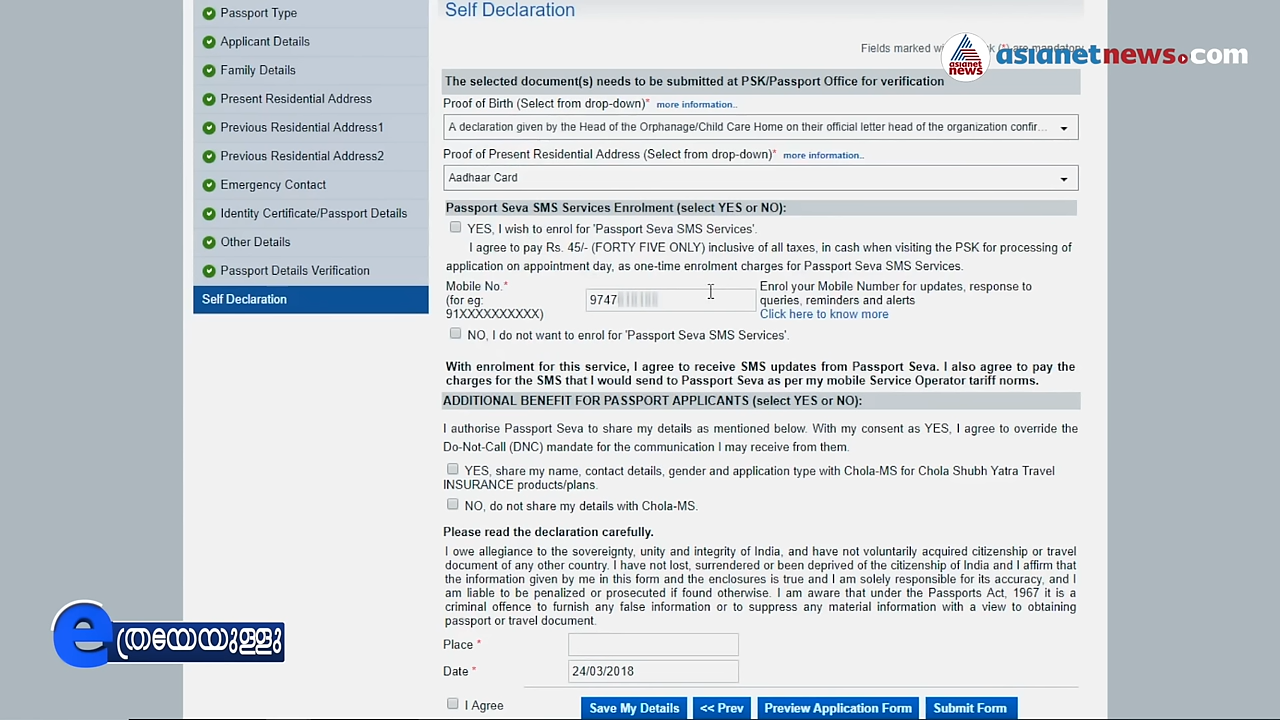 Passport Type
Applicant Details
Family Details
Present Residential Address
Previous Residential Address1
Previous Residential Address2
Emergency Contact
Identity Certificate/Passport Details
Other Details
Passport Details Verification
Self Declaration
Self Declaration
Fields marked k (*) are mandatory
asianet news
asianetnews.com
The selected document(s) needs to be submitted at PSK/Passport Office for verification
Proof of Birth (Select from drop-down)* more information..
A declaration given by the Head of the Orphanage/Child Care Home on their official letter head of the organization confir...
Proof of Present Residential Address (Select from drop-down)* more information..
Aadhaar Card
Passport Seva SMS Services Enrolment (select YES or NO):
YES, I wish to enrol for 'Passport Seva SMS Services'.
I agree to pay Rs. 45/- (FORTY FIVE ONLY) inclusive of all taxes, in cash when visiting the PSK for processing of
application on appointment day, as one-time enrolment charges for Passport Seva SMS Services.
Mobile No.*
(for eg:
91XXXXXXXXXX)
9747
Enrol your Mobile Number for updates, response to
queries, reminders and alerts
Click here to know more
NO, I do not want to enrol for 'Passport Seva SMS Services'.
With enrolment for this service, I agree to receive SMS updates from Passport Seva. I also agree to pay the
charges for the SMS that I would send to Passport Seva as per my mobile Service Operator tariff norms.
ADDITIONAL BENEFIT FOR PASSPORT APPLICANTS (select YES or NO):
I authorise Passport Seva to share my details as mentioned below. With my consent as YES, I agree to override the
Do-Not-Call (DNC) mandate for the communication I may receive from them.
YES, share my name, contact details, gender and application type with Chola-MS for Chola Shubh Yatra Travel
INSURANCE products/plans.
NO, do not share my details with Chola-MS.
Please read the declaration carefully.
I owe allegiance to the sovereignty, unity and integrity of India, and have not voluntarily acquired citizenship or travel
document of any other country. I have not lost, surrendered or been deprived of the citizenship of India and I affirm that
the information given by me in this form and the enclosures is true and I am solely responsible for its accuracy, and I
am liable to be penalized or prosecuted if found otherwise. I am aware that under the Passports Act, 1967 it is a
criminal offence to furnish any false information or to suppress any material information with a view to obtaining
passport or travel document.
Place *
Date * 24/03/2018
I Agree
Save My Details << Prev Preview Application Form Submit Form
e ത്രയേയുള്ളു